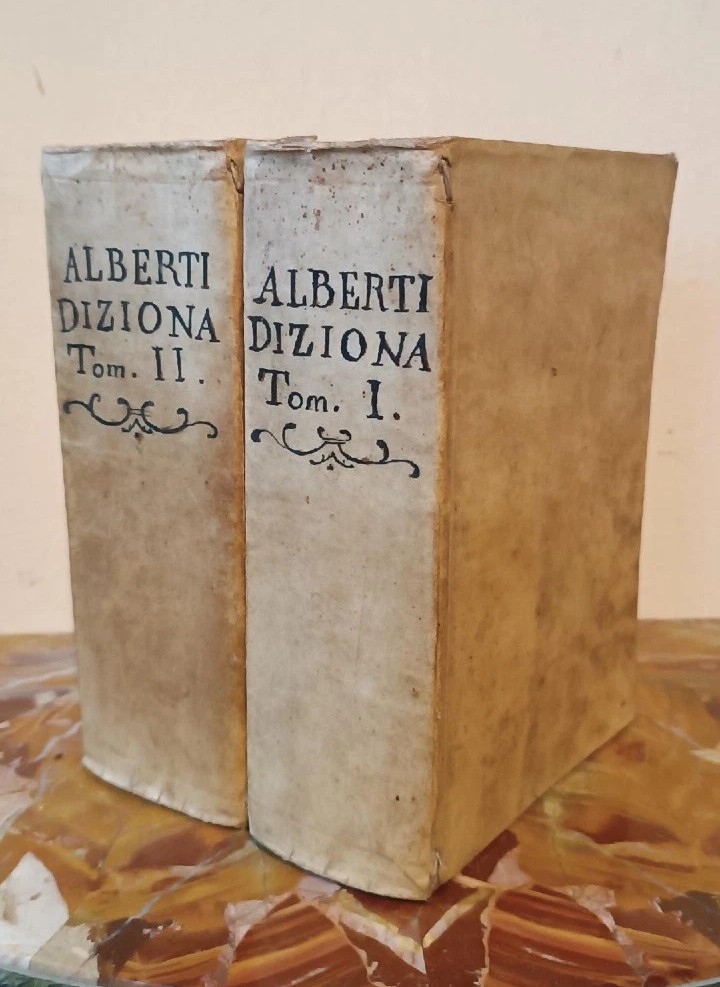 ALBERTI
DIZIONA
Tom. II.
ALBERTI
DIZIONA
Tom. I.